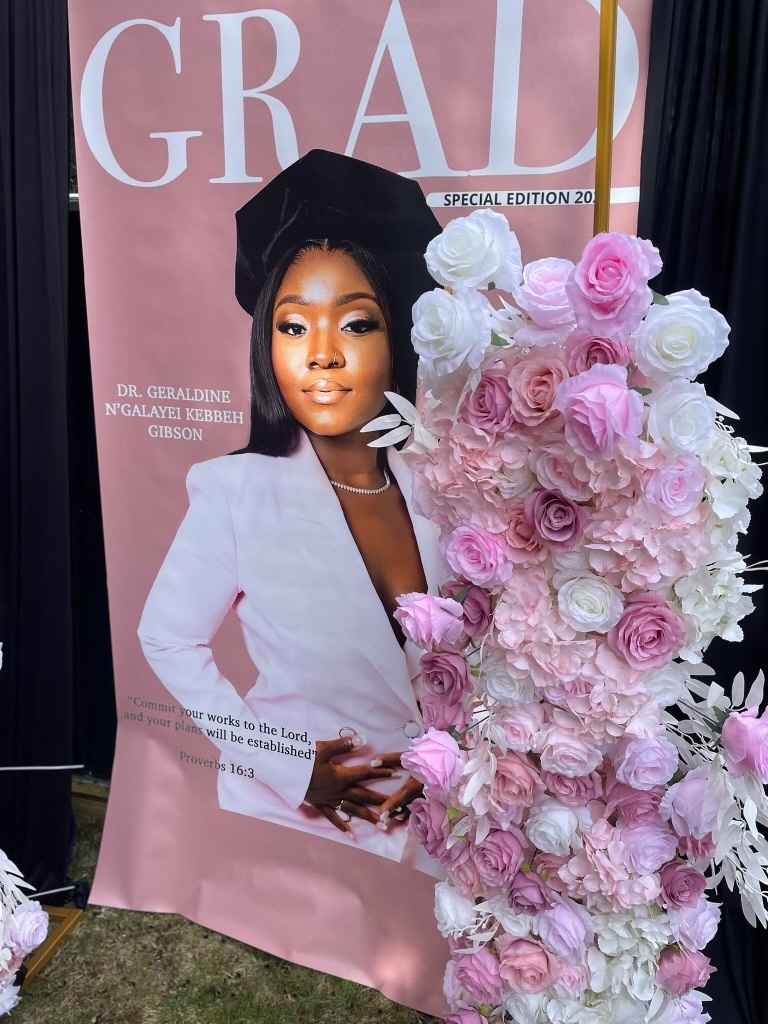 GRAD
SPECIAL EDITION 202
DR. GERALDINE
N'GALAYEI KEBBEH
GIBSON
"Commit your works to the Lord,
and your plans will be established"
Proverbs 16:3